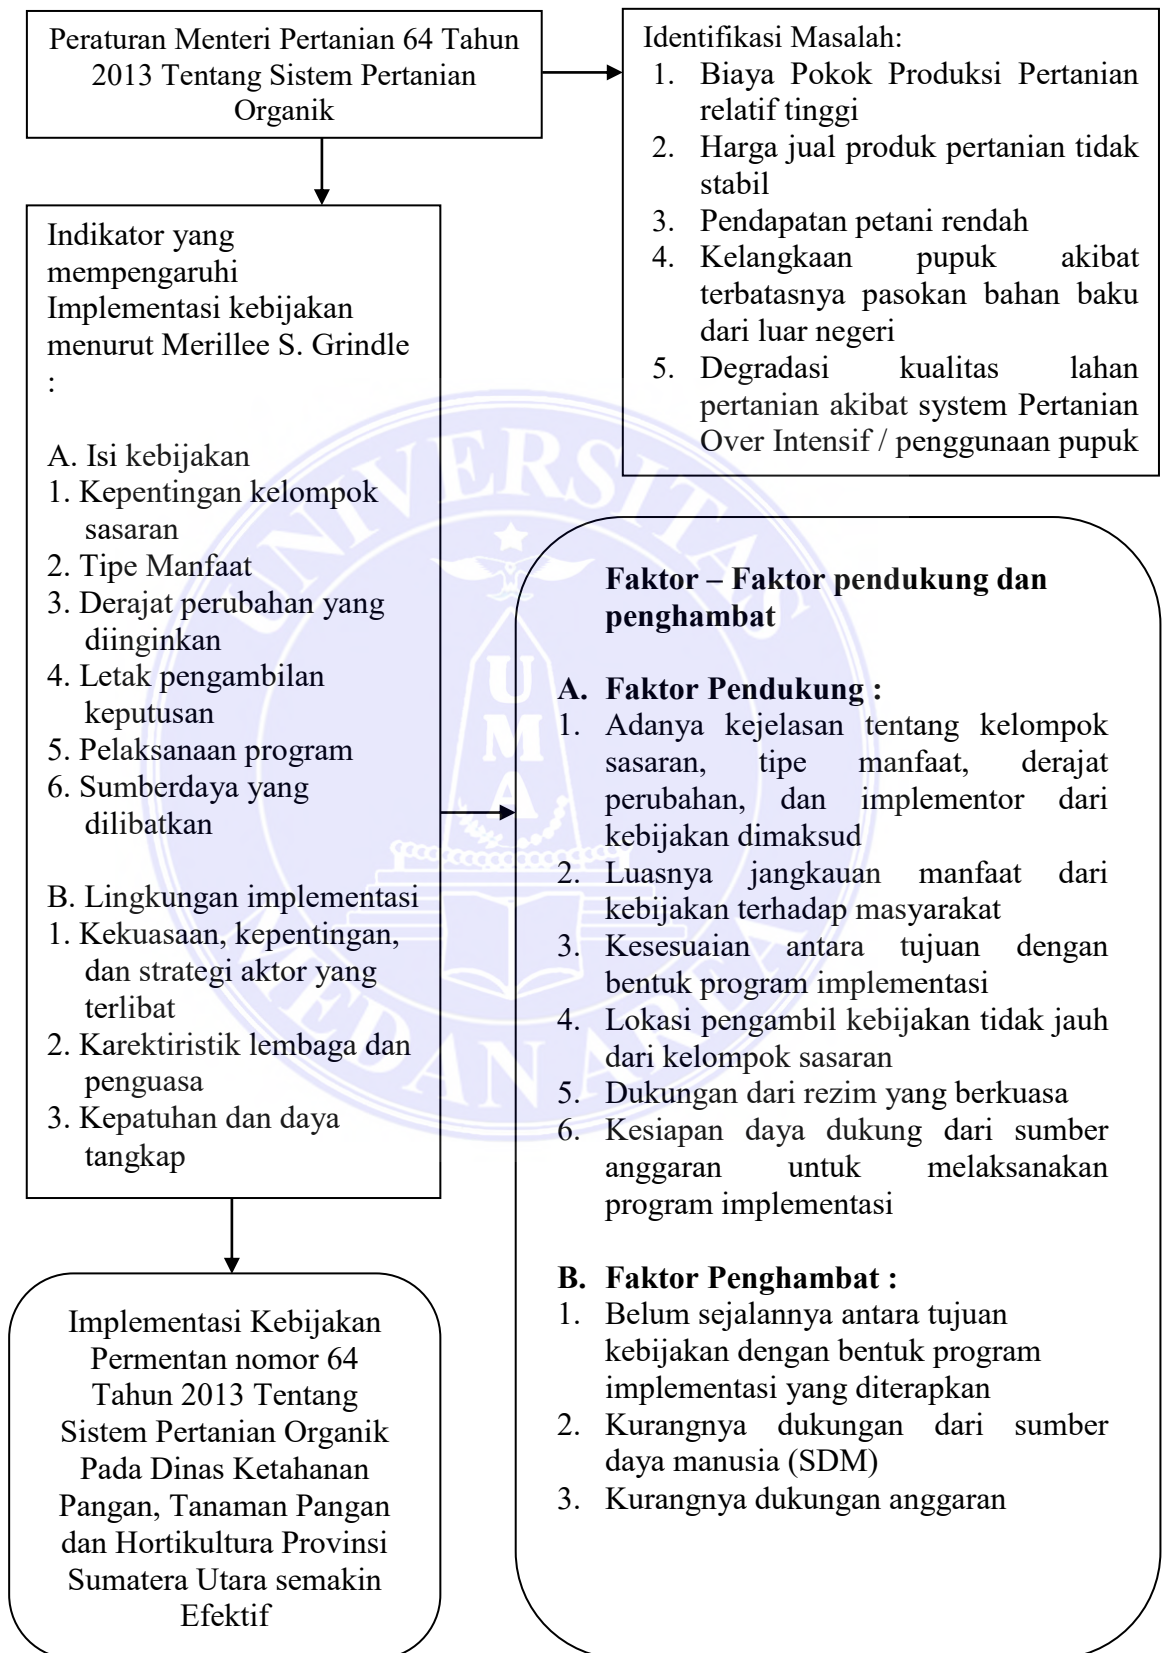 Peraturan Menteri Pertanian 64 Tahun
2013 Tentang Sistem Pertanian
Organik
Identifikasi Masalah:
1. Biaya Pokok Produksi Pertanian
relatif tinggi
2. Harga jual produk pertanian tidak
stabil
3. Pendapatan petani rendah
4. Kelangkaan pupuk akibat
terbatasnya pasokan bahan baku
dari luar negeri
5. Degradasi kualitas lahan
pertanian akibat system Pertanian
Over Intensif / penggunaan pupuk
Indikator yang
mempengaruhi
Implementasi kebijakan
menurut Merillee S. Grindle
:
A. Isi kebijakan
1. Kepentingan kelompok
sasaran
2. Tipe Manfaat
3. Derajat perubahan yang
diinginkan
4. Letak pengambilan
keputusan
5. Pelaksanaan program
6. Sumberdaya yang
dilibatkan
B. Lingkungan implementasi
1. Kekuasaan, kepentingan,
dan strategi aktor yang
terlibat
2. Karektiristik lembaga dan
penguasa
3. Kepatuhan dan daya
tangkap
Faktor – Faktor pendukung dan
penghambat
A. Faktor Pendukung :
1. Adanya kejelasan tentang kelompok
sasaran, tipe manfaat, derajat
perubahan, dan implementor dari
kebijakan dimaksud
2. Luasnya jangkauan manfaat dari
kebijakan terhadap masyarakat
3. Kesesuaian antara tujuan dengan
bentuk program implementasi
4. Lokasi pengambil kebijakan tidak jauh
dari kelompok sasaran
5. Dukungan dari rezim yang berkuasa
6. Kesiapan daya dukung dari sumber
anggaran untuk melaksanakan
program implementasi
B. Faktor Penghambat :
1. Belum sejalannya antara tujuan
kebijakan dengan bentuk program
implementasi yang diterapkan
2. Kurangnya dukungan dari sumber
daya manusia (SDM)
3. Kurangnya dukungan anggaran
Implementasi Kebijakan
Permentan nomor 64
Tahun 2013 Tentang
Sistem Pertanian Organik
Pada Dinas Ketahanan
Pangan, Tanaman Pangan
dan Hortikultura Provinsi
Sumatera Utara semakin
Efektif
UNIVERSITAS
UMA
MEDAN AREA